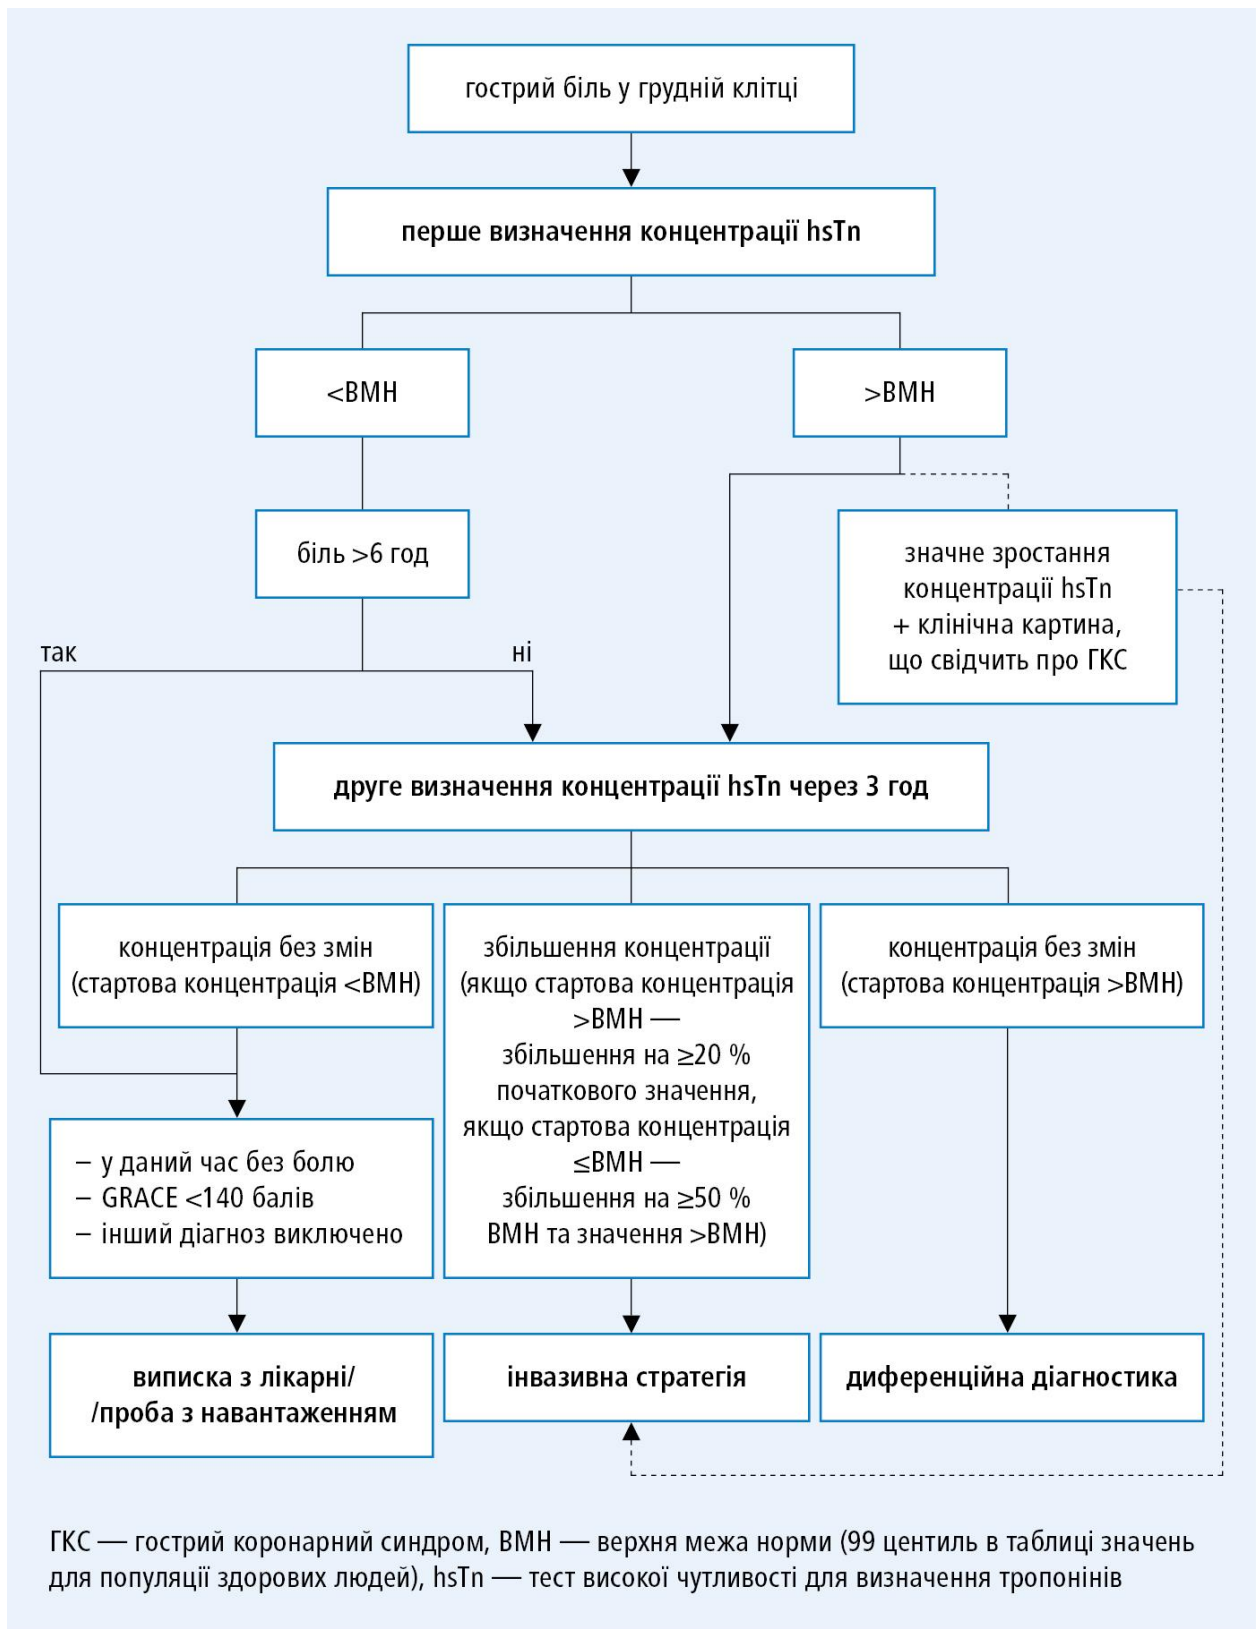 гострий біль у грудній клітці
перше визначення концентрації hsTn
<ВМН
>ВМН
біль >6 год
значне зростання
концентрації hsTn
+ клінічна картина,
що свідчить про ГКС
так
ні
друге визначення концентрації hsTn через 3 год
концентрація без змін
(стартова концентрація <ВМН)
збільшення концентрації
(якщо стартова концентрація
>ВМН —
збільшення на ≥20 %
початкового значення,
якщо стартова концентрація
≤ВМН —
збільшення на ≥50 %
ВМН та значення >ВМН)
концентрація без змін
(стартова концентрація >ВМН)
– у даний час без болю
– GRACE <140 балів
– інший діагноз виключено
виписка з лікарні/
/проба з навантаженням
інвазивна стратегія
диференційна діагностика
ГКС — гострий коронарний синдром, ВМН — верхня межа норми (99 центиль в таблиці значень
для популяції здорових людей), hsTn — тест високої чутливості для визначення тропонінів